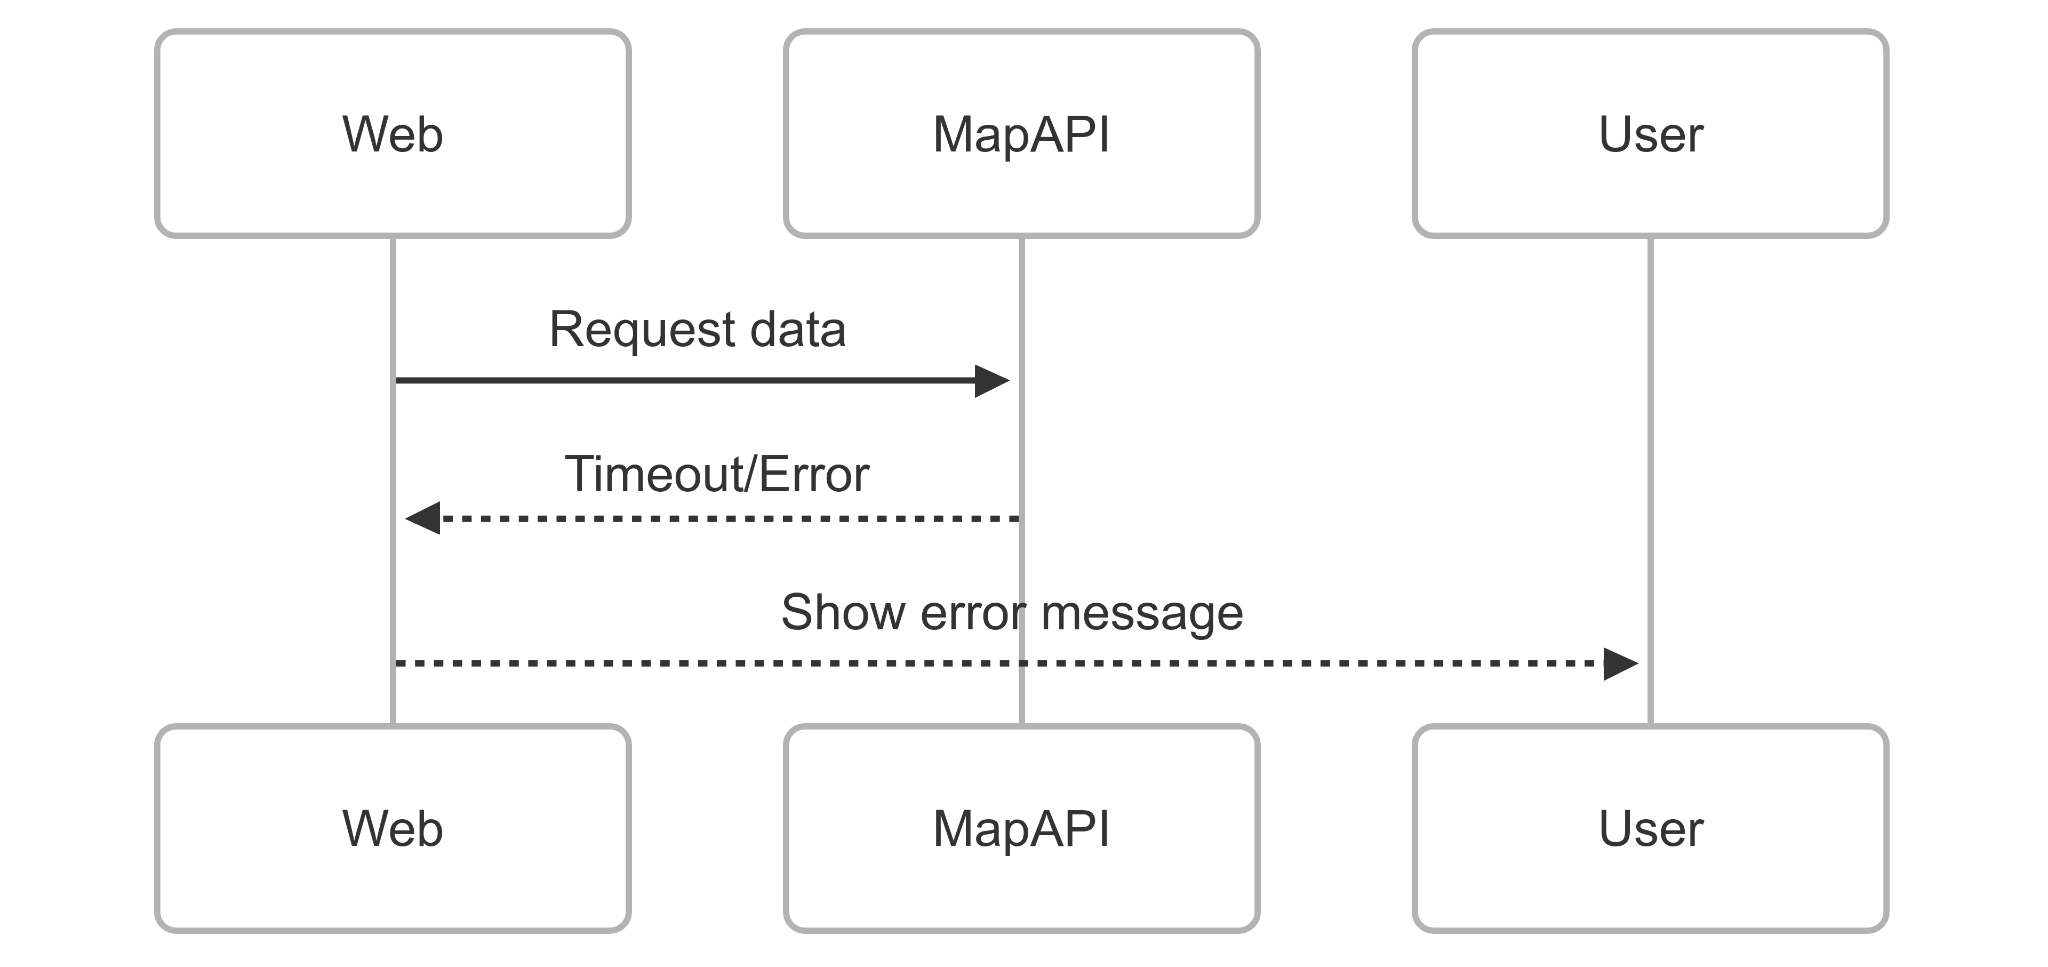 Web
MapAPI
User
Request data
Timeout/Error
Show error message
Web
MapAPI
User